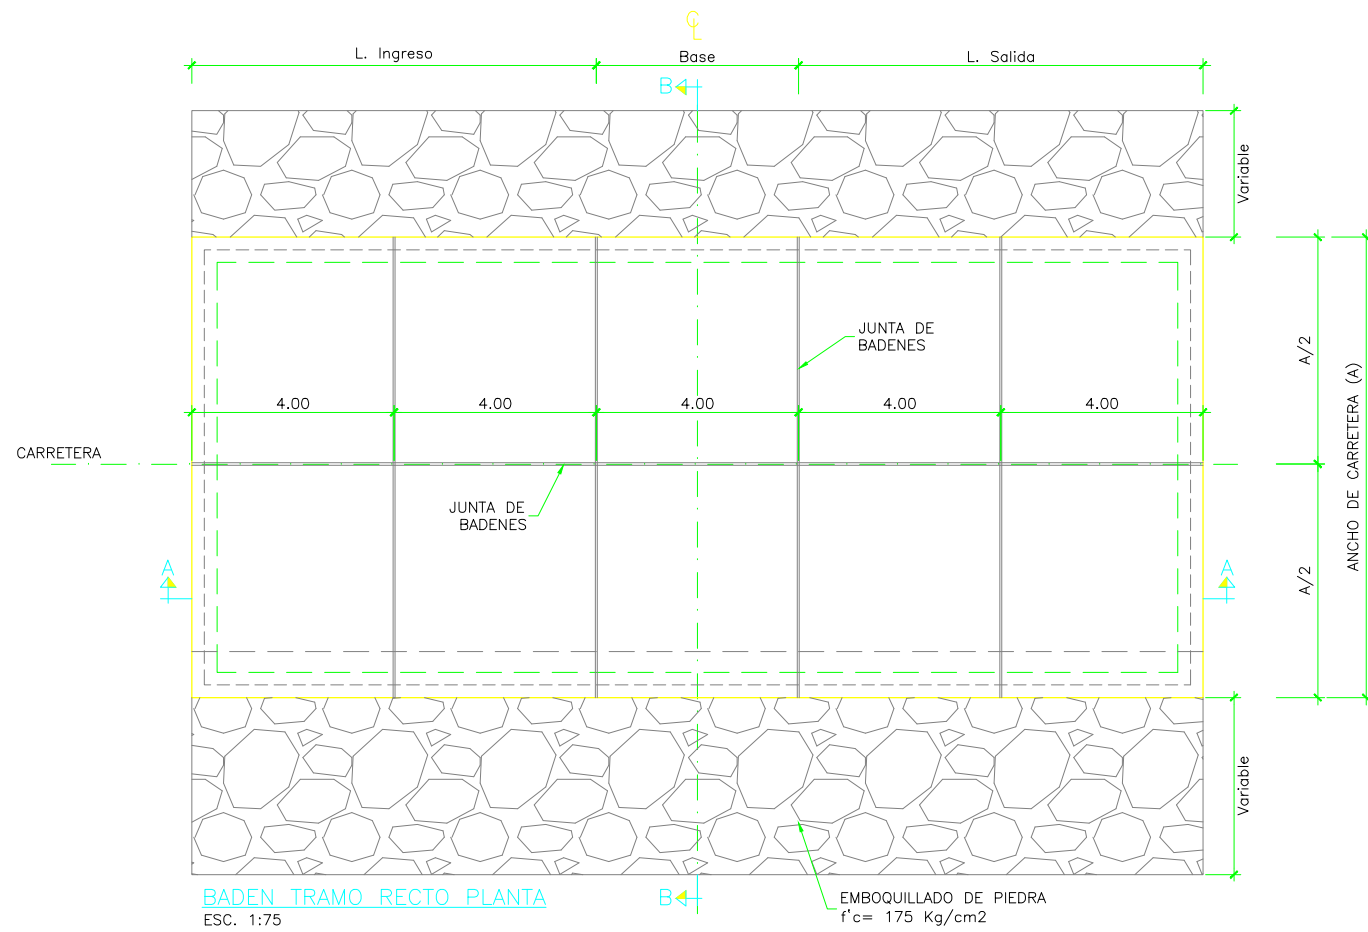 ℄
L. Ingreso
Base
L. Salida
B
Variable
JUNTA DE
BADENES
A/2
4.00
4.00
4.00
4.00
4.00
ANCHO DE CARRETERA (A)
CARRETERA
JUNTA DE
BADENES
A
A
A/2
Variable
BADEN TRAMO RECTO PLANTA
ESC. 1:75
B
EMBOQUILLADO DE PIEDRA
f'c= 175 Kg/cm2